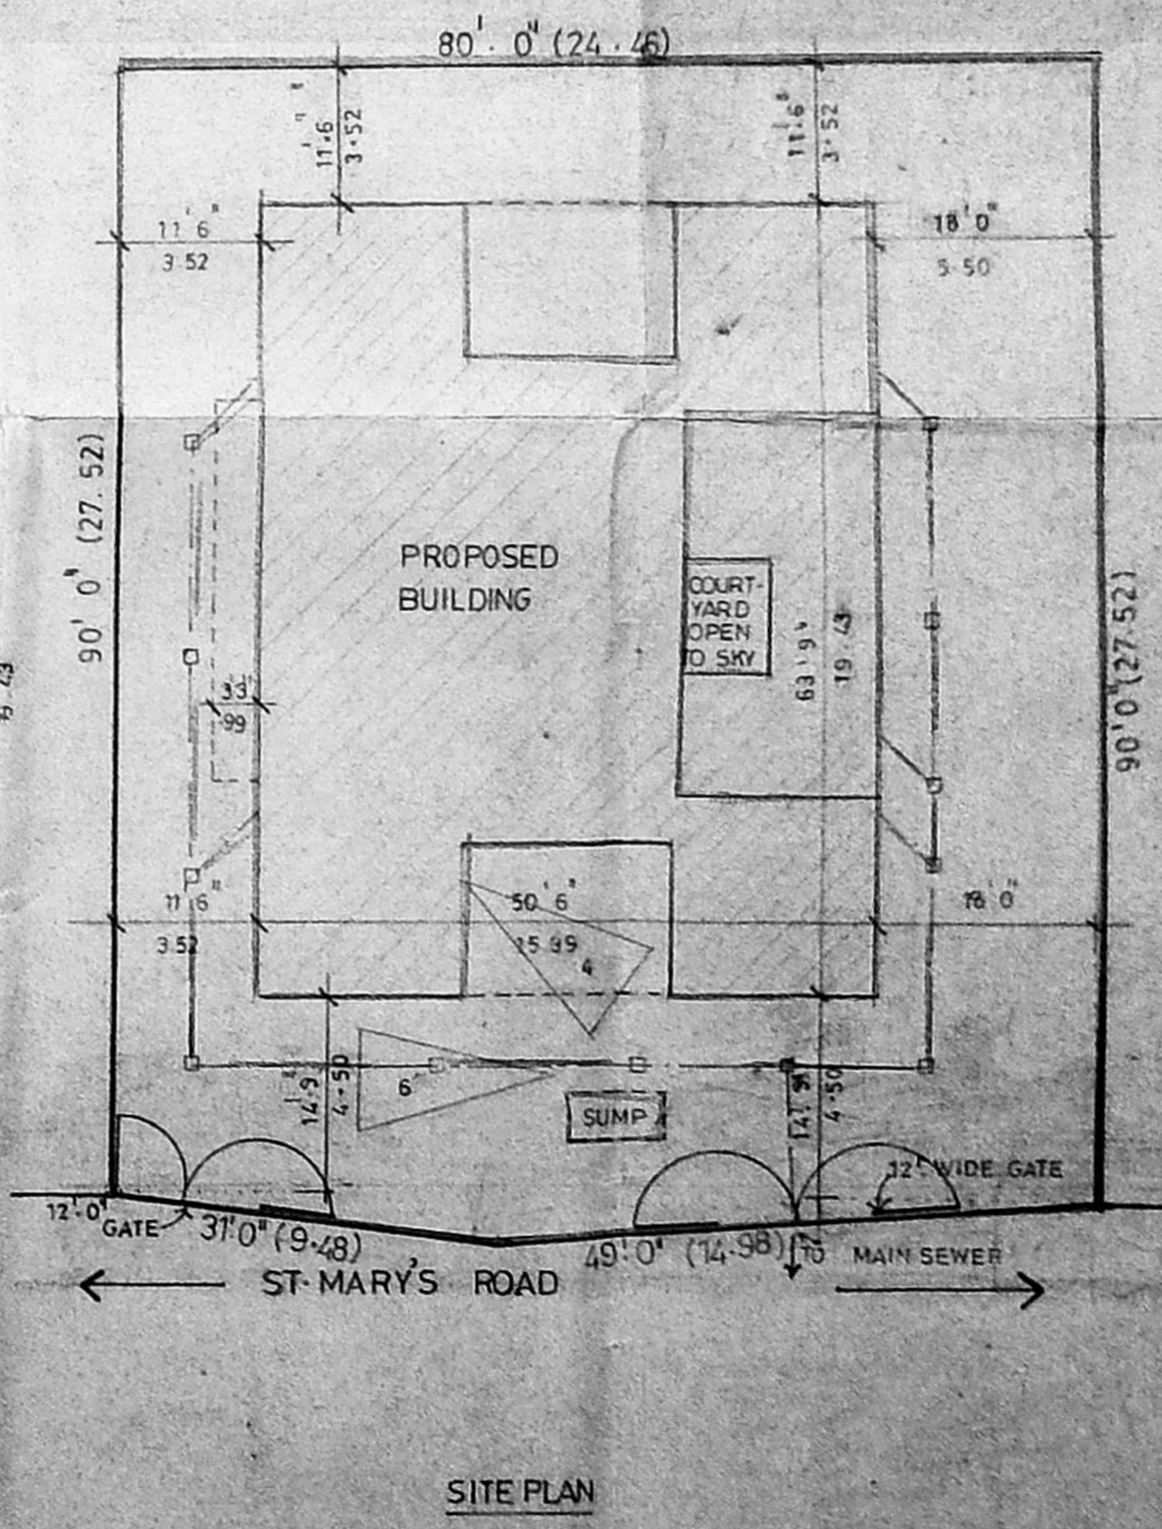 80'. 0" (24.46)
11.6
3.52
11'.6"
3.52
11'6"
3.52
18'0"
5.50
90' 0" (27.52)
PROPOSED
BUILDING
COURT-
YARD
OPEN
TO SKY
63'9"
19.43
90'0" (27.52)
3'3"
.99
11'6"
3.52
50'6"
15.39
4
18'0"
14'.9"
4.50
6
SUMP
14'.9"
4.50
12' WIDE GATE
12'.0"
GATE
31'0" (9.48)
49'.0" (14.98)
TO MAIN SEWER
ST. MARY'S ROAD
SITE PLAN